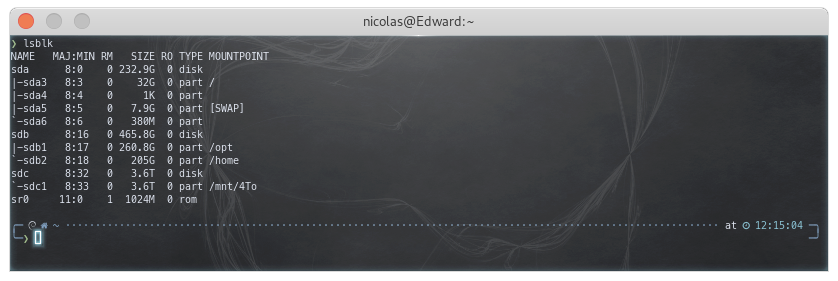 nicolas@Edward:~
❯ lsblk
NAME   MAJ:MIN RM   SIZE RO TYPE MOUNTPOINT
sda      8:0    0 232.9G  0 disk
|-sda3   8:3    0    32G  0 part /
|-sda4   8:4    0     1K  0 part
|-sda5   8:5    0   7.9G  0 part [SWAP]
`-sda6   8:6    0   380M  0 part
sdb      8:16   0 465.8G  0 disk
|-sdb1   8:17   0 260.8G  0 part /opt
`-sdb2   8:18   0   205G  0 part /home
sdc      8:32   0   3.6T  0 disk
`-sdc1   8:33   0   3.6T  0 part /mnt/4To
sr0     11:0    1  1024M  0 rom
~ at 12:15:04
❯